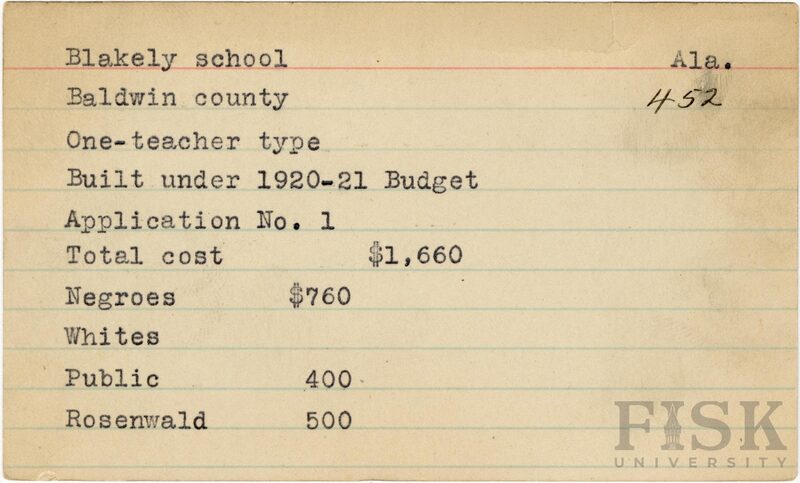 Blakely school Ala.
Baldwin county 452
One-teacher type
Built under 1920-21 Budget
Application No. 1
Total cost $1,660
Negroes $760
Whites
Public 400
Rosenwald 500
FISK
UNIVERSITY